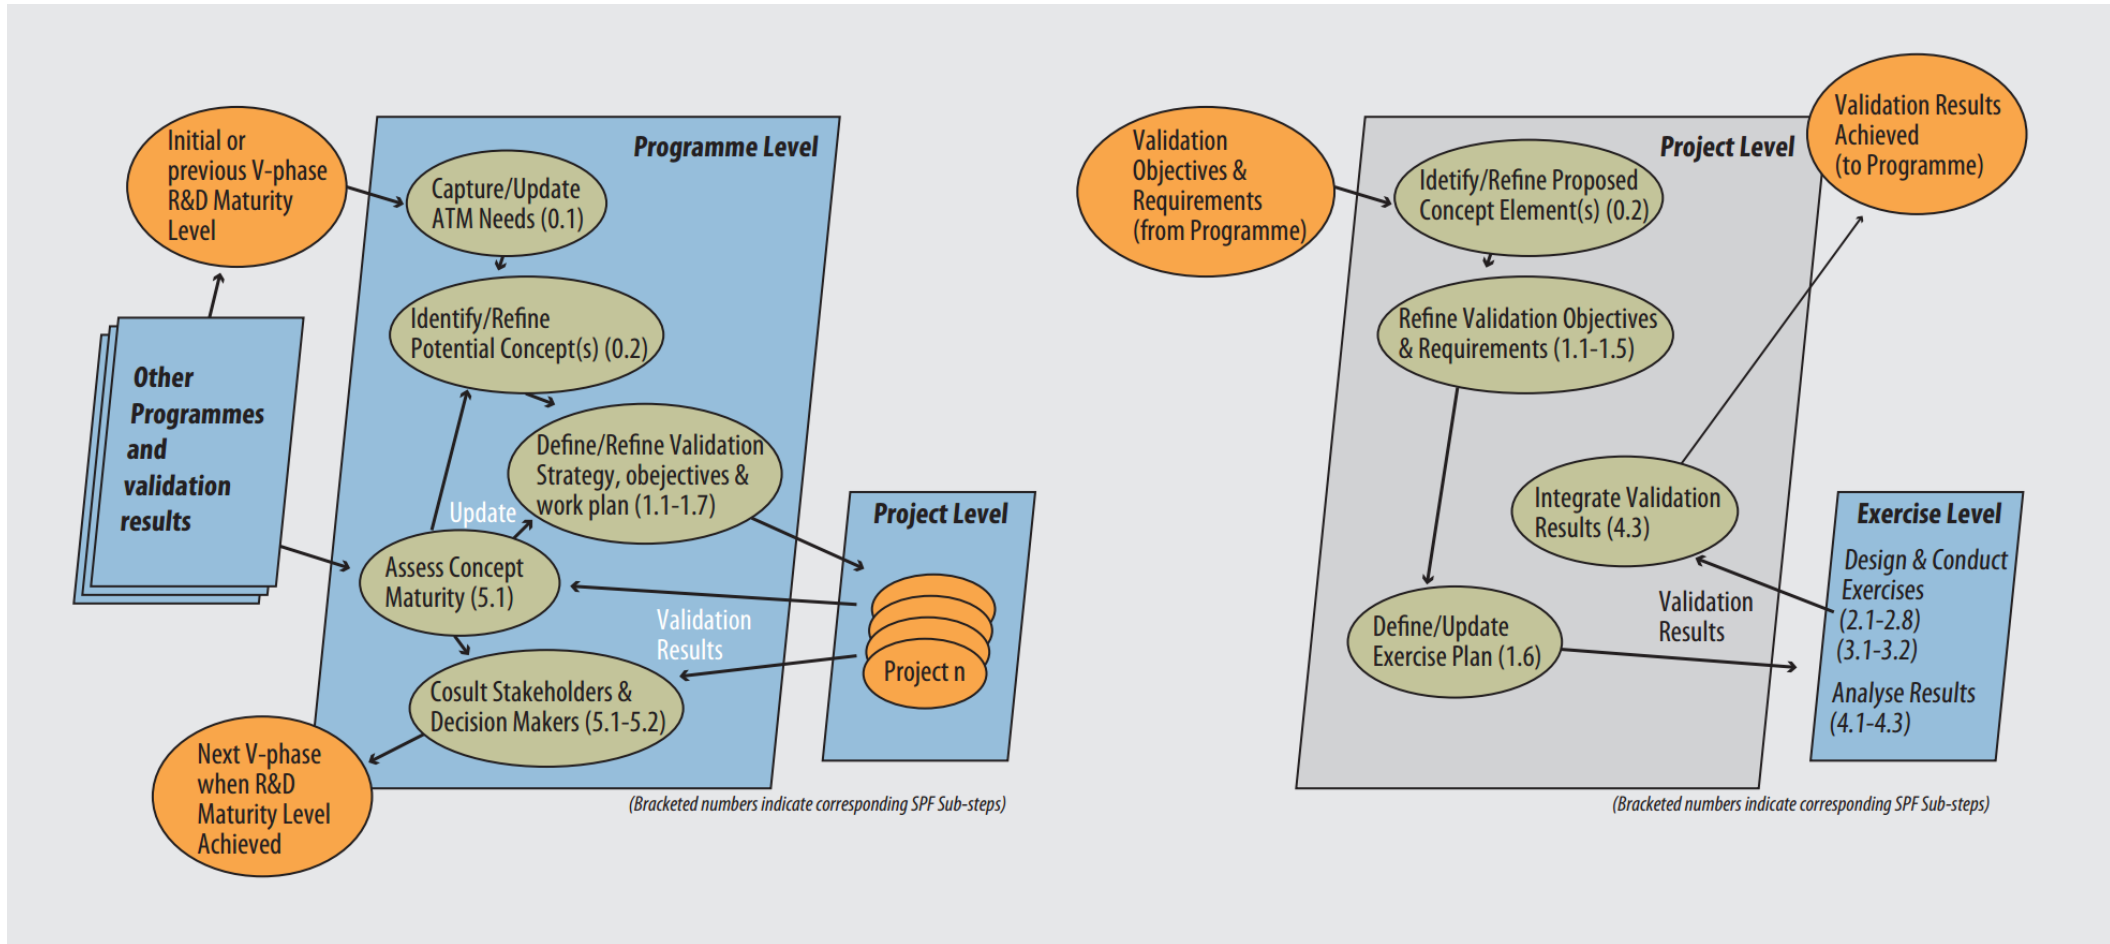 Initial or
previous V-phase
R&D Maturity
Level
Programme Level
Capture/Update
ATM Needs (0.1)
Identify/Refine
Potential Concept(s) (0.2)
Other
Programmes
and
validation
results
Define/Refine Validation
Strategy, obejectives &
work plan (1.1-1.7)
Update
Assess Concept
Maturity (5.1)
Project Level
Validation
Results
Project n
Cosult Stakeholders &
Decision Makers (5.1-5.2)
Next V-phase
when R&D
Maturity Level
Achieved
(Bracketed numbers indicate corresponding SPF Sub-steps)
Validation
Objectives &
Requirements
(from Programme)
Project Level
Validation Results
Achieved
(to Programme)
Idetify/Refine Proposed
Concept Element(s) (0.2)
Refine Validation Objectives
& Requirements (1.1-1.5)
Integrate Validation
Results (4.3)
Define/Update
Exercise Plan (1.6)
Validation
Results
Exercise Level
Design & Conduct
Exercises
(2.1-2.8)
(3.1-3.2)
Analyse Results
(4.1-4.3)
(Bracketed numbers indicate corresponding SPF Sub-steps)